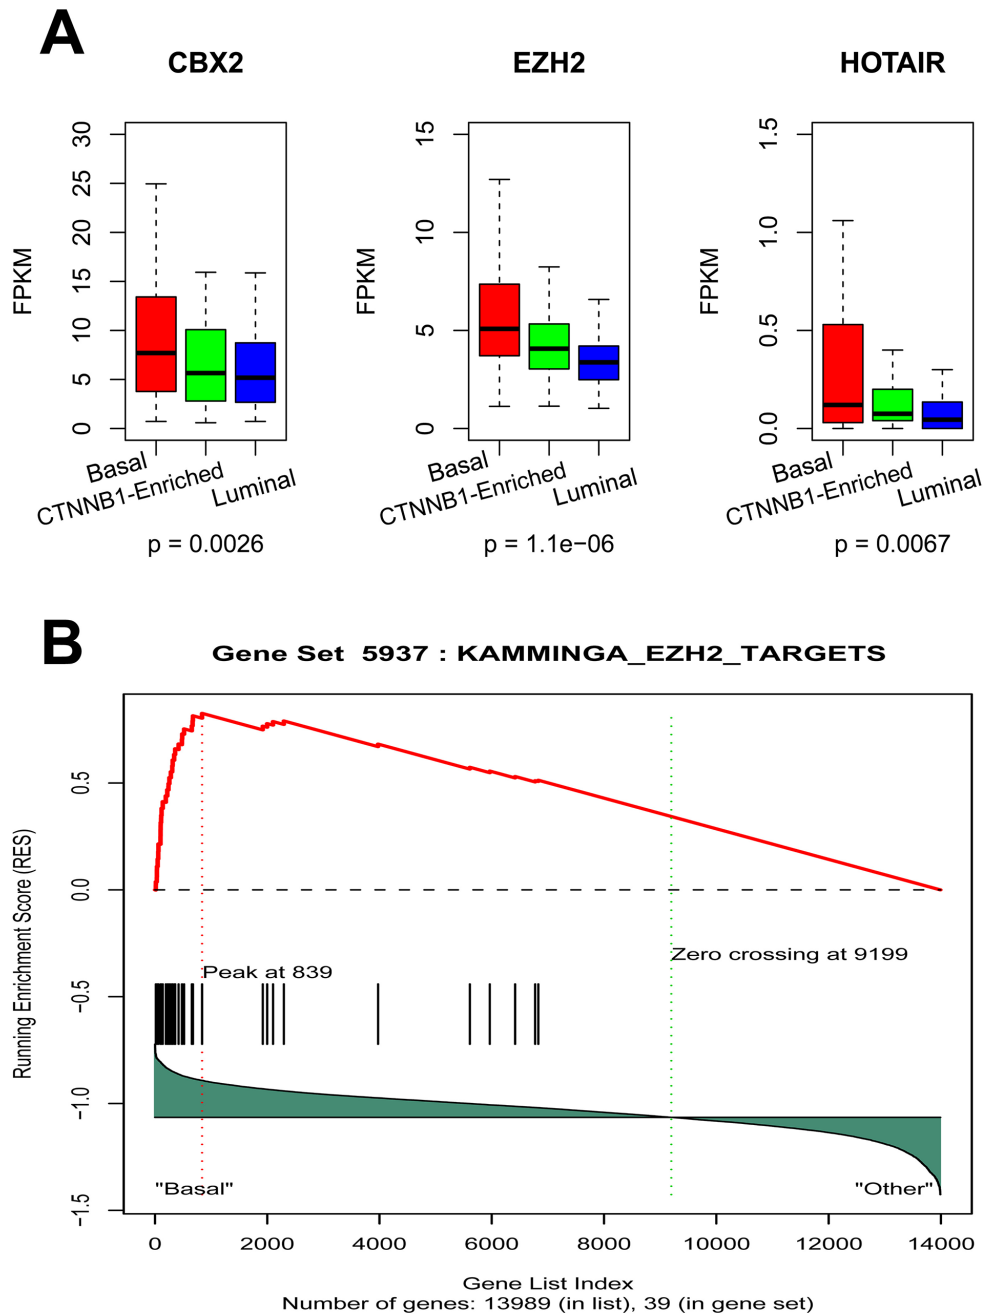 A
CBX2
EZH2
HOTAIR
FPKM
30
25
20
15
10
5
0
Basal
CTNNB1-Enriched
Luminal
p = 0.0026
FPKM
15
10
5
0
Basal
CTNNB1-Enriched
Luminal
p = 1.1e−06
FPKM
1.5
1.0
0.5
0.0
Basal
CTNNB1-Enriched
Luminal
p = 0.0067
B
Gene Set 5937 : KAMMINGA_EZH2_TARGETS
Running Enrichment Score (RES)
0.5
0.0
-0.5
-1.0
-1.5
Zero crossing at 9199
Peak at 839
"Basal"
"Other"
0
2000
4000
6000
8000
10000
12000
14000
Gene List Index
Number of genes: 13989 (in list), 39 (in gene set)